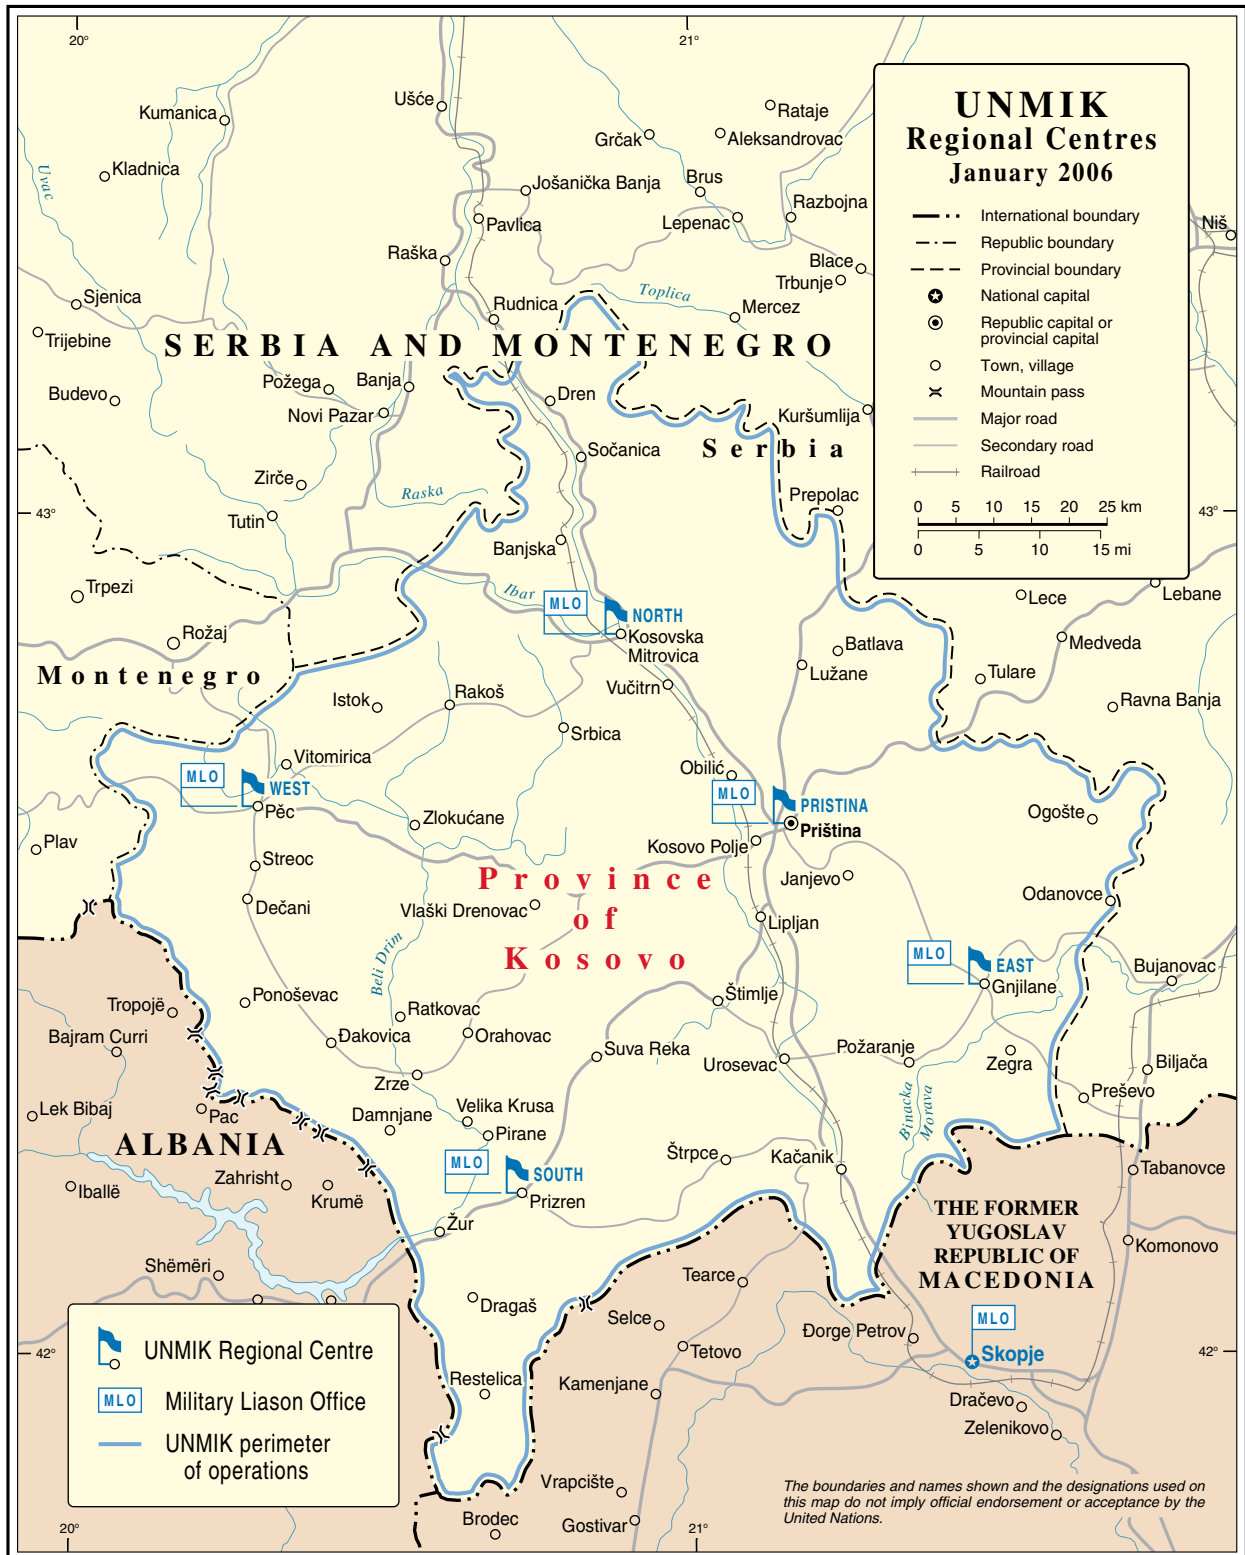 20°
21°
UNMIK
Regional Centres
January 2006
International boundary
Republic boundary
Provincial boundary
National capital
Republic capital or
provincial capital
Town, village
Mountain pass
Major road
Secondary road
Railroad
0 5 10 15 20 25 km
0 5 10 15 mi
Ušće
Kumanica
Kladnica
Uvac
Rataje
Grčak
Aleksandrovac
Jošanička Banja
Brus
Pavlica
Lepenac
Razbojna
Niš
Raška
Blace
Trbunje
Sjenica
Rudnica
Toplica
Mercez
Trijebine
SERBIA AND MONTENEGRO
Požega
Banja
Budevo
Novi Pazar
Dren
Kuršumlija
Serbia
Sočanica
Zirče
Raska
Prepolac
43°
43°
Tutin
Banjska
Trpezi
Ibar
MLO
NORTH
Kosovska
Mitrovica
Lece
Lebane
Rožaj
Batlava
Medveda
Montenegro
Lužane
Tulare
Vučitrn
Istok
Rakoš
Ravna Banja
Srbica
Vitomirica
Obilić
MLO
WEST
Pěc
MLO
PRISTINA
Priština
Zlokućane
Ogošte
Plav
Kosovo Polje
Streoc
Janjevo
Province
of
Kosovo
Dečani
Vlaški Drenovac
Odanovce
Lipljan
Beli Drim
MLO
EAST
Gnjilane
Bujanovac
Tropojë
Ponoševac
Štimlje
Ratkovac
Bajram Curri
Đakovica
Orahovac
Suva Reka
Urosevac
Požaranje
Zegra
Biljača
Zrze
Preševo
Lek Bibaj
Pac
Damnjane
Velika Krusa
Pirane
Binacka
Morava
ALBANIA
Štrpce
Kačanik
Tabanovce
MLO
SOUTH
Prizren
Iballë
Zahrisht
Krumë
Žur
THE FORMER
YUGOSLAV
REPUBLIC OF
MACEDONIA
Komonovo
Shëmëri
Tearce
Dragaš
Selce
Đorge Petrov
MLO
Skopje
UNMIK Regional Centre
Military Liason Office
UNMIK perimeter
of operations
42°
42°
Tetovo
Restelica
Kamenjane
Dračevo
Zelenikovo
Vrapcište
Brodec
Gostivar
The boundaries and names shown and the designations used on
this map do not imply official endorsement or acceptance by the
United Nations.
20°
21°